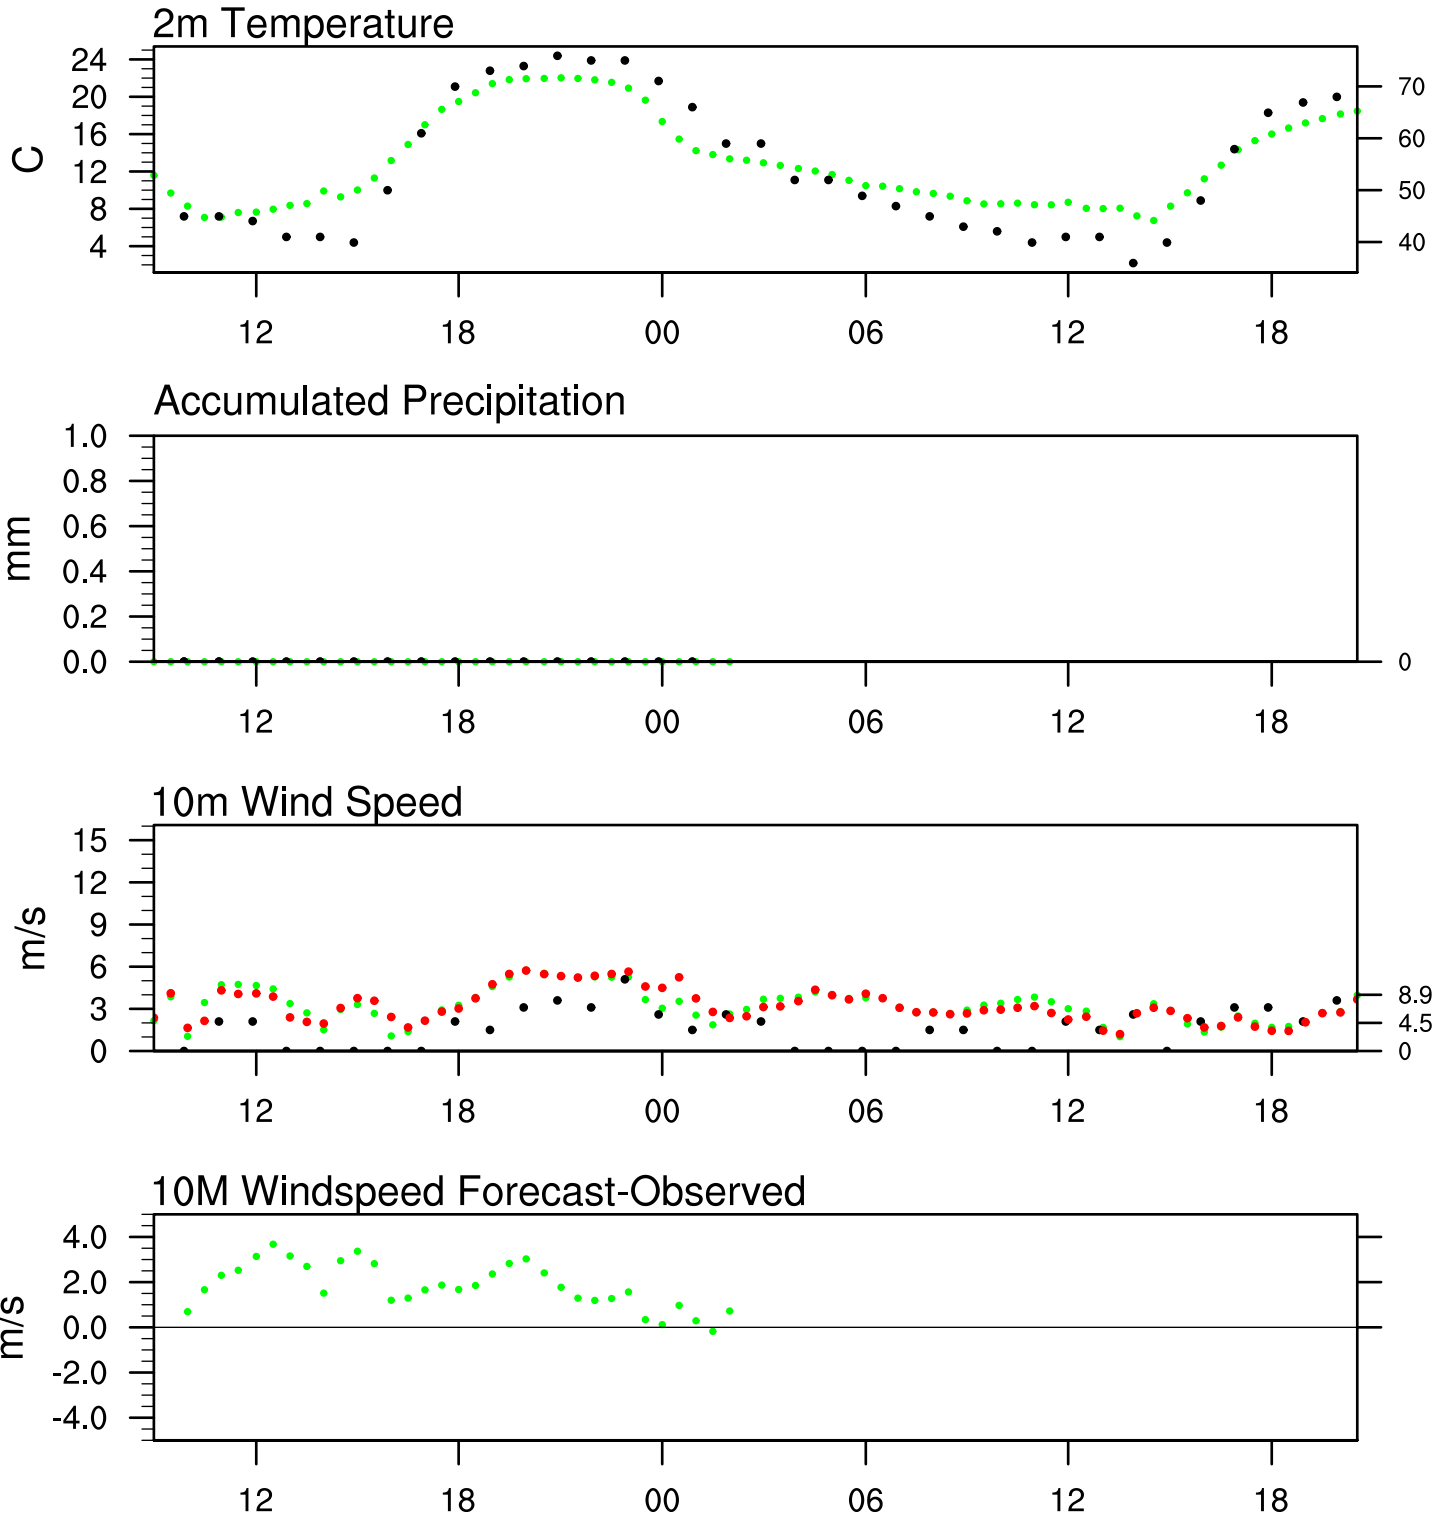 2m Temperature
24
20
16
12
8
4
C
70
60
50
40
12 18 00 06 12 18
Accumulated Precipitation
1.0
0.8
0.6
0.4
0.2
0.0
mm
0
12 18 00 06 12 18
10m Wind Speed
15
12
9
6
3
0
m/s
8.9
4.5
0
12 18 00 06 12 18
10M Windspeed Forecast-Observed
4.0
2.0
0.0
-2.0
-4.0
m/s
12 18 00 06 12 18